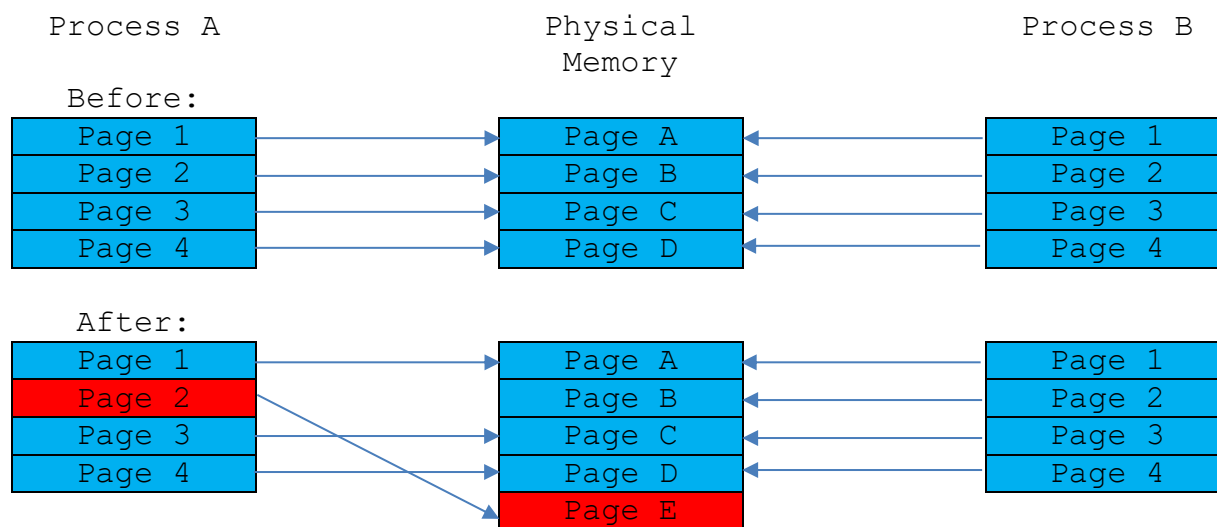 Process A Physical Memory Process B
Before:
Page 1 Page A Page 1
Page 2 Page B Page 2
Page 3 Page C Page 3
Page 4 Page D Page 4
After:
Page 1 Page A Page 1
Page 2 Page B Page 2
Page 3 Page C Page 3
Page 4 Page D Page 4
Page E